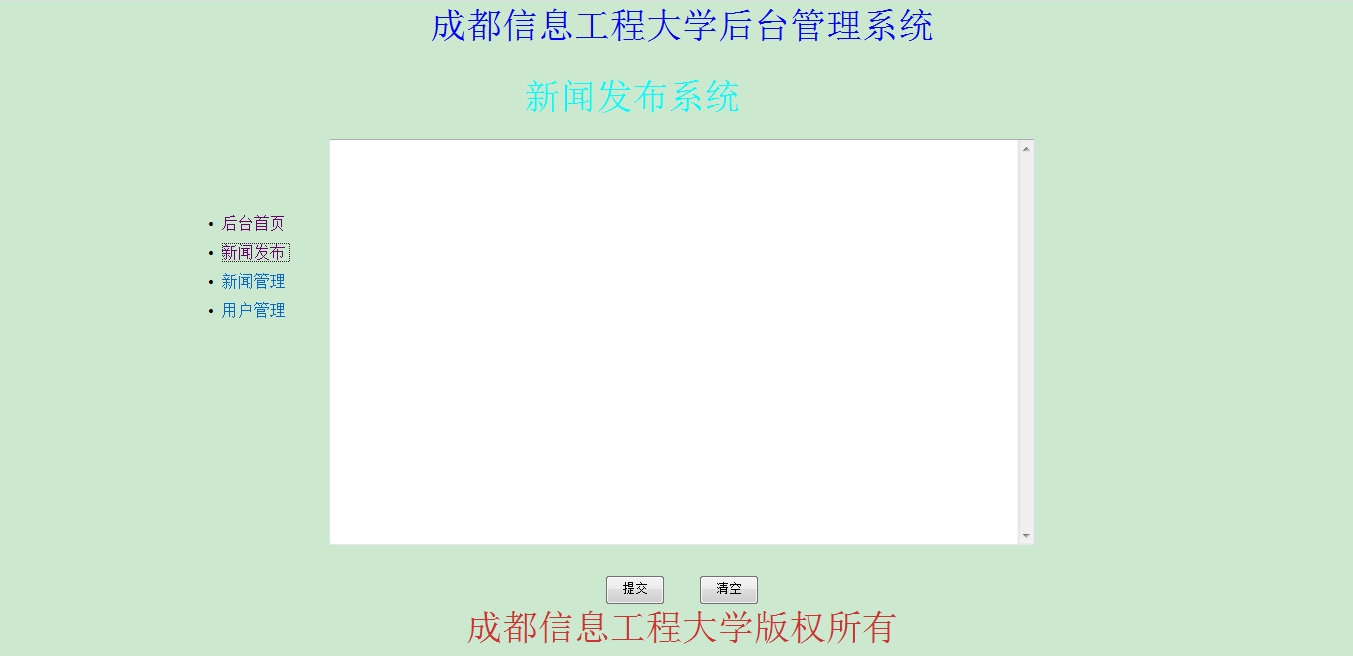 成都信息工程大学后台管理系统
新闻发布系统
后台首页
新闻发布
新闻管理
用户管理
提交 清空
成都信息工程大学版权所有